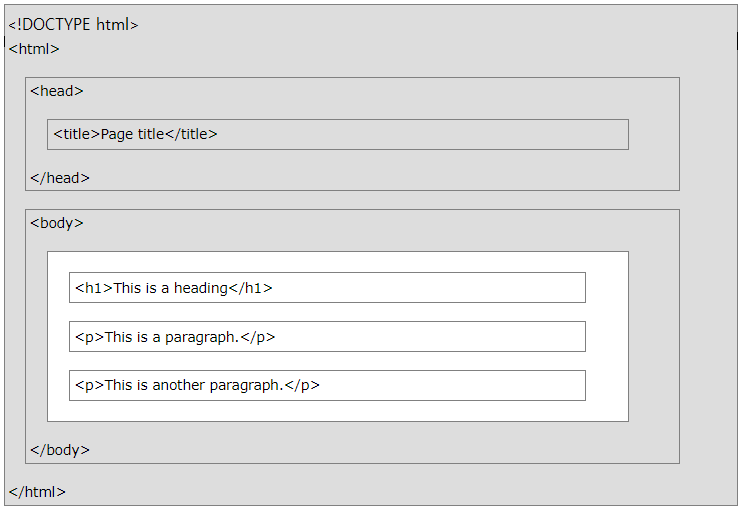 <!DOCTYPE html>
<html>
<head>
<title>Page title</title>
</head>
<body>
<h1>This is a heading</h1>
<p>This is a paragraph.</p>
<p>This is another paragraph.</p>
</body>
</html>